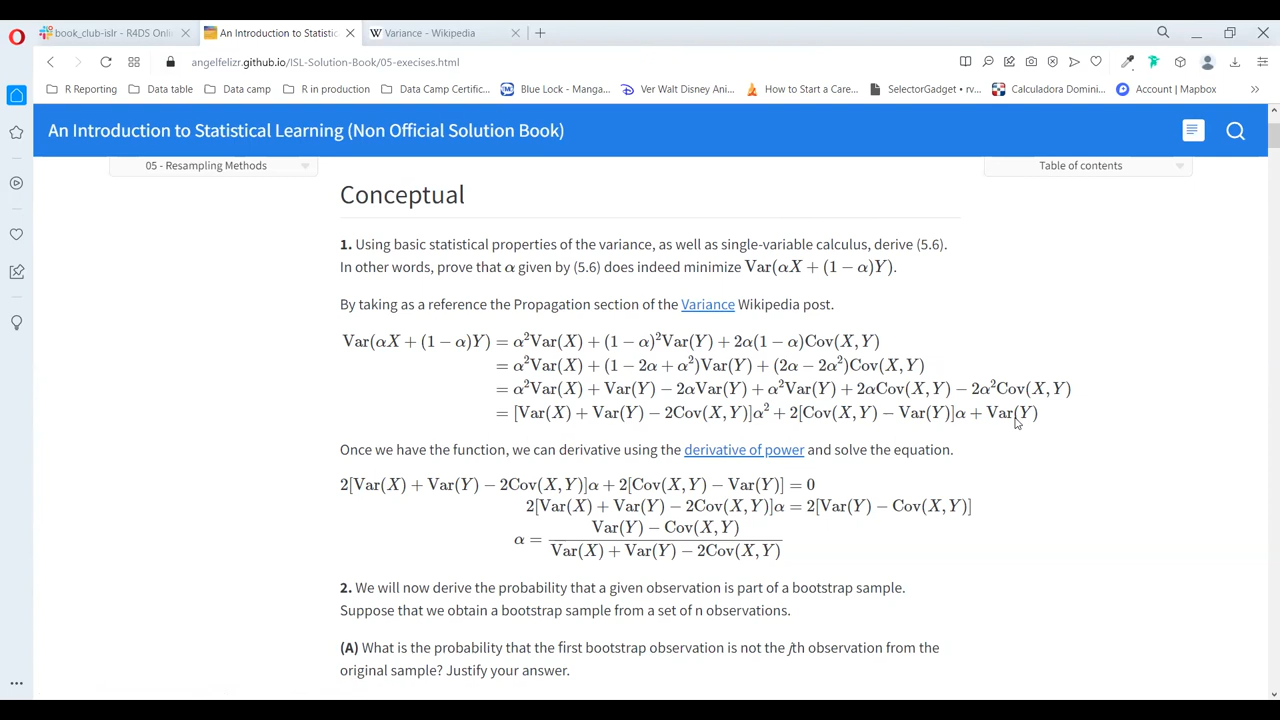 book_club-islr - R4DS Onli
An Introduction to Statistic
Variance - Wikipedia
angelfelizr.github.io/ISL-Solution-Book/05-execises.html
R Reporting
Data table
Data camp
R in production
Data Camp Certific...
Blue Lock - Manga...
Ver Walt Disney Ani...
How to Start a Care...
SelectorGadget • rv...
Calculadora Domini...
Account | Mapbox
An Introduction to Statistical Learning (Non Official Solution Book)
05 - Resampling Methods
Table of contents
Conceptual
1. Using basic statistical properties of the variance, as well as single-variable calculus, derive (5.6).
In other words, prove that α given by (5.6) does indeed minimize Var(αX + (1 − α)Y).
By taking as a reference the Propagation section of the Variance Wikipedia post.
Var(αX + (1 − α)Y) = α²Var(X) + (1 − α)²Var(Y) + 2α(1 − α)Cov(X, Y)
= α²Var(X) + (1 − 2α + α²)Var(Y) + (2α − 2α²)Cov(X, Y)
= α²Var(X) + Var(Y) − 2αVar(Y) + α²Var(Y) + 2αCov(X, Y) − 2α²Cov(X, Y)
= [Var(X) + Var(Y) − 2Cov(X, Y)]α² + 2[Cov(X, Y) − Var(Y)]α + Var(Y)
Once we have the function, we can derivative using the derivative of power and solve the equation.
2[Var(X) + Var(Y) − 2Cov(X, Y)]α + 2[Cov(X, Y) − Var(Y)] = 0
2[Var(X) + Var(Y) − 2Cov(X, Y)]α = 2[Var(Y) − Cov(X, Y)]
Var(Y) − Cov(X, Y)
α =
Var(X) + Var(Y) − 2Cov(X, Y)
2. We will now derive the probability that a given observation is part of a bootstrap sample.
Suppose that we obtain a bootstrap sample from a set of n observations.
(A) What is the probability that the first bootstrap observation is not the jth observation from the
original sample? Justify your answer.